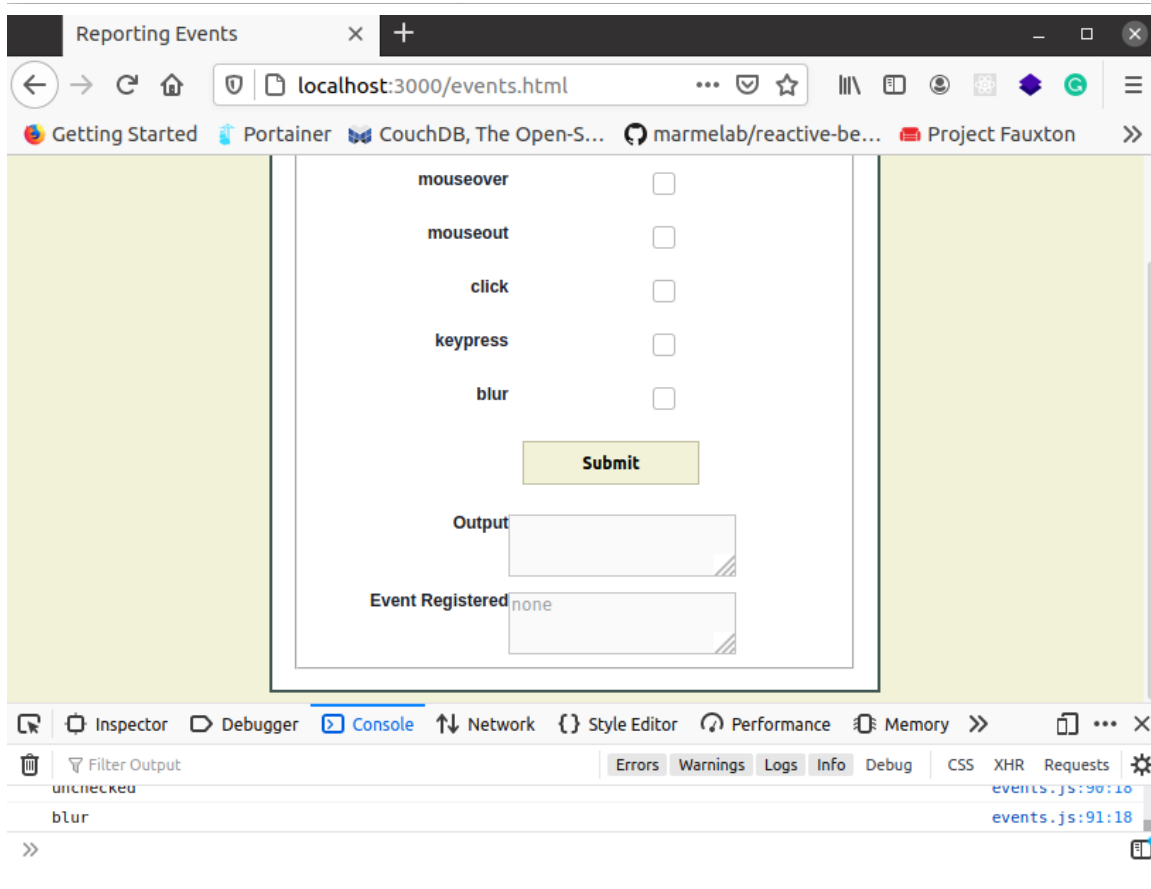 Reporting Events
localhost:3000/events.html
Getting Started Portainer CouchDB, The Open-S... marmelab/reactive-be... Project Fauxton
mouseover
mouseout
click
keypress
blur
Submit
Output
Event Registered none
Inspector Debugger Console Network {} Style Editor Performance Memory
Filter Output Errors Warnings Logs Info Debug CSS XHR Requests
unchecked events.js:90:18
blur events.js:91:18